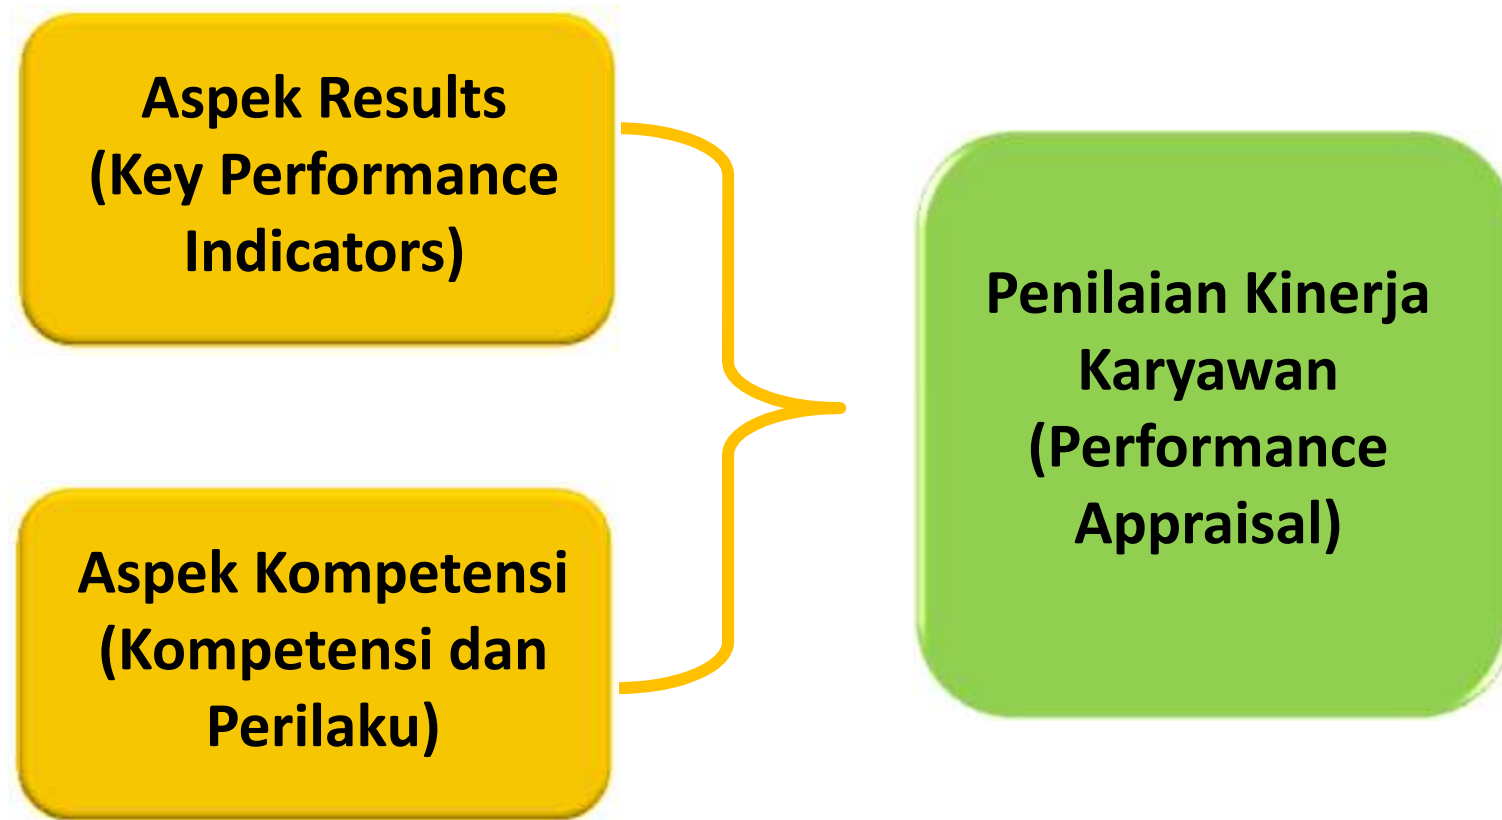 Aspek Results
(Key Performance
Indicators)
Aspek Kompetensi
(Kompetensi dan
Perilaku)
Penilaian Kinerja
Karyawan
(Performance
Appraisal)